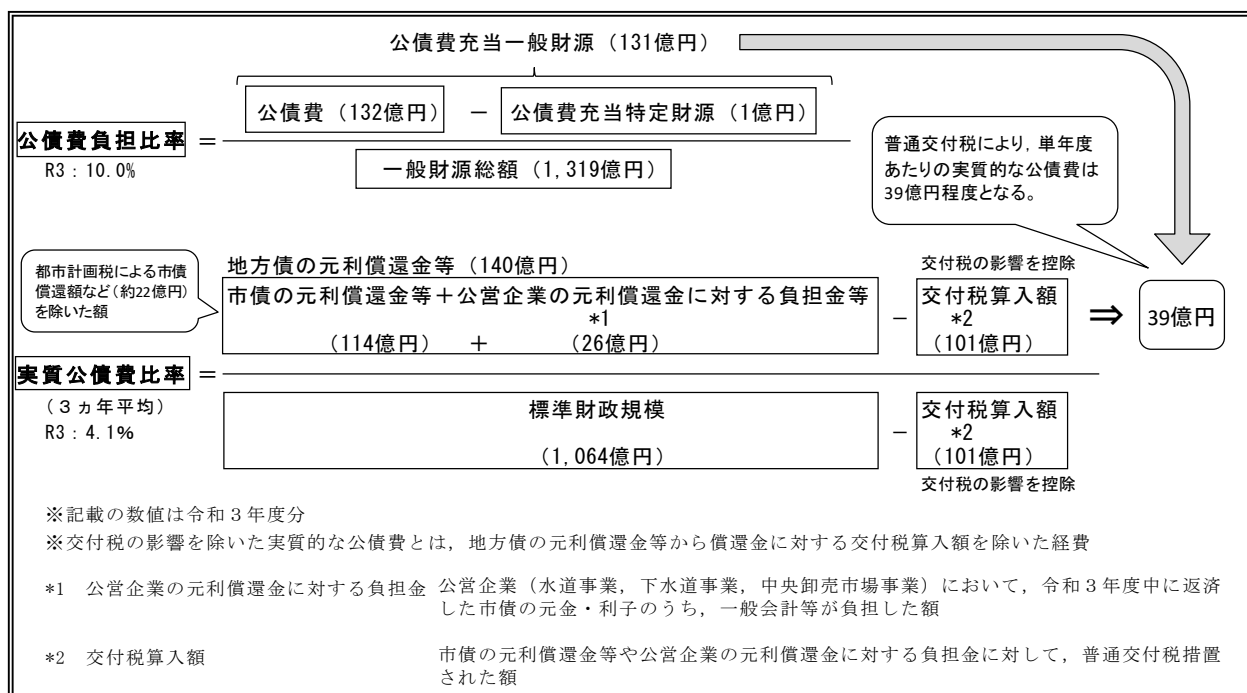 公債費充当一般財源（131億円）
公債費（132億円） － 公債費充当特定財源（1億円）
公債費負担比率 ＝
R3：10.0%
一般財源総額（1,319億円）
普通交付税により，単年度
あたりの実質的な公債費は
39億円程度となる。
都市計画税による市債
償還額など（約22億円）
を除いた額
地方債の元利償還金等（140億円）
市債の元利償還金等＋公営企業の元利償還金に対する負担金等
*1
（114億円） ＋ （26億円）
－
交付税の影響を控除
交付税算入額
*2
（101億円）
⇒
39億円
実質公債費比率 ＝
（３ヵ年平均）
R3：4.1%
標準財政規模
（1,064億円）
－
交付税算入額
*2
（101億円）
交付税の影響を控除
※記載の数値は令和３年度分
※交付税の影響を除いた実質的な公債費とは，地方債の元利償還金等から償還金に対する交付税算入額を除いた経費
*1 公営企業の元利償還金に対する負担金 公営企業（水道事業，下水道事業，中央卸売市場事業）において，令和３年度中に返済
した市債の元金・利子のうち，一般会計等が負担した額
*2 交付税算入額 市債の元利償還金等や公営企業の元利償還金に対する負担金に対して，普通交付税措置
された額